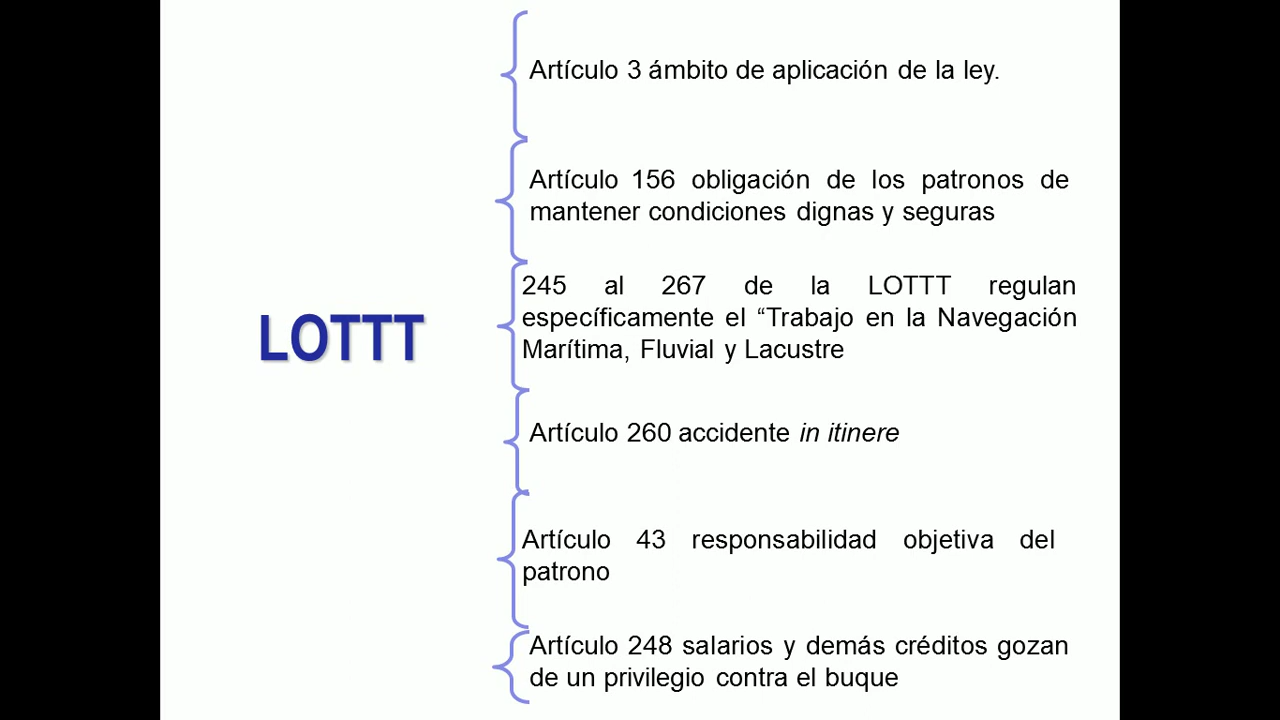 LOTTT
Artículo 3 ámbito de aplicación de la ley.
Artículo 156 obligación de los patronos de
mantener condiciones dignas y seguras
245 al 267 de la LOTTT regulan
específicamente el “Trabajo en la Navegación
Marítima, Fluvial y Lacustre
Artículo 260 accidente in itinere
Artículo 43 responsabilidad objetiva del
patrono
Artículo 248 salarios y demás créditos gozan
de un privilegio contra el buque